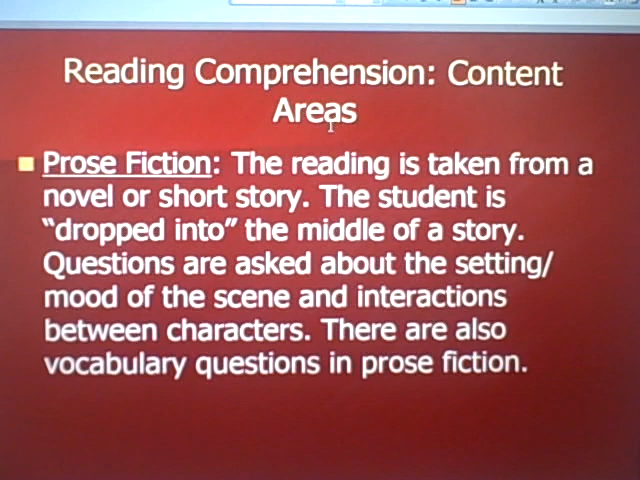 Reading Comprehension: Content
Areas
Prose Fiction: The reading is taken from a
novel or short story. The student is
“dropped into” the middle of a story.
Questions are asked about the setting/
mood of the scene and interactions
between characters. There are also
vocabulary questions in prose fiction.